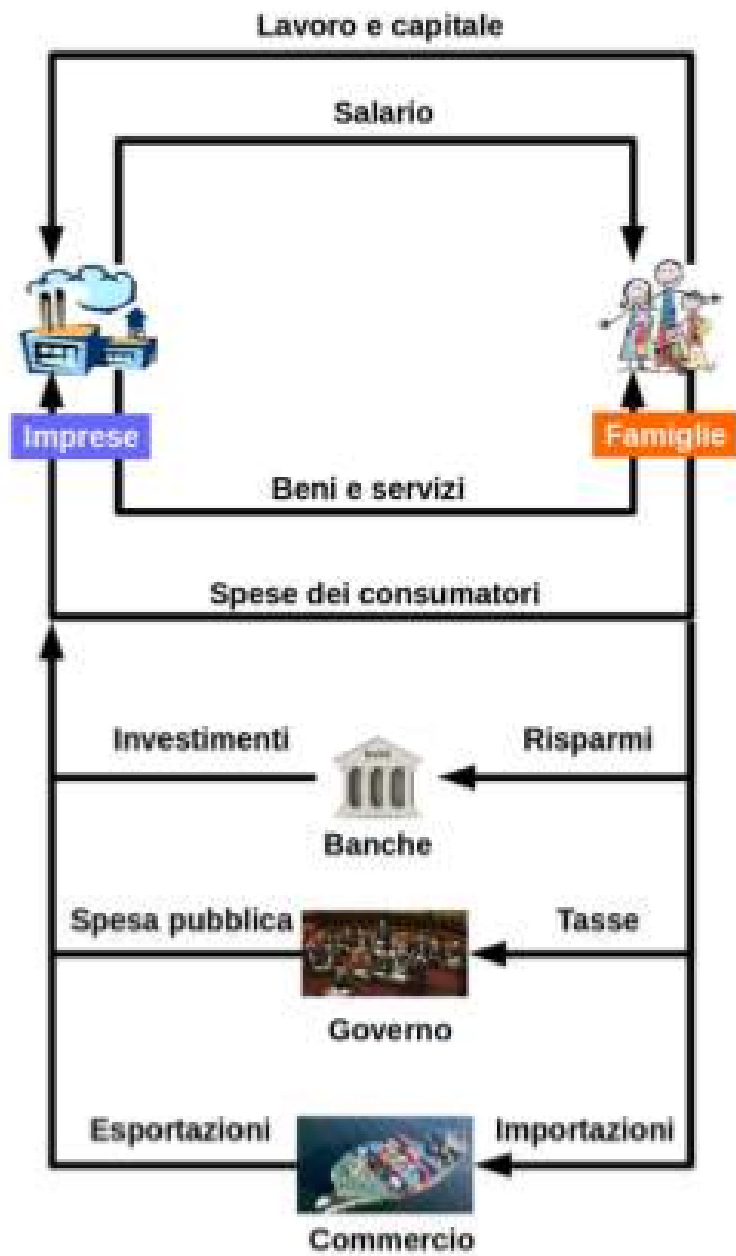 Lavoro e capitale
Salario
Imprese
Famiglie
Beni e servizi
Spese dei consumatori
Investimenti
Risparmi
Banche
Spesa pubblica
Tasse
Governo
Esportazioni
Importazioni
Commercio